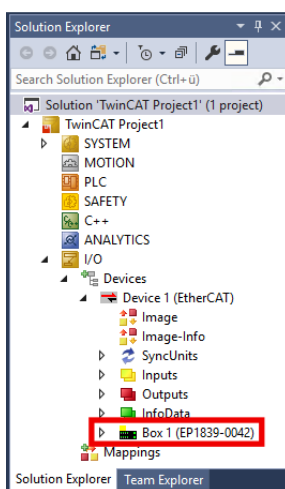 Solution Explorer
Search Solution Explorer (Ctrl+ü)
Solution 'TwinCAT Project1' (1 project)
TwinCAT Project1
SYSTEM
MOTION
PLC
SAFETY
C++
ANALYTICS
I/O
Devices
Device 1 (EtherCAT)
Image
Image-Info
SyncUnits
Inputs
Outputs
InfoData
Box 1 (EP1839-0042)
Mappings
Solution Explorer Team Explorer